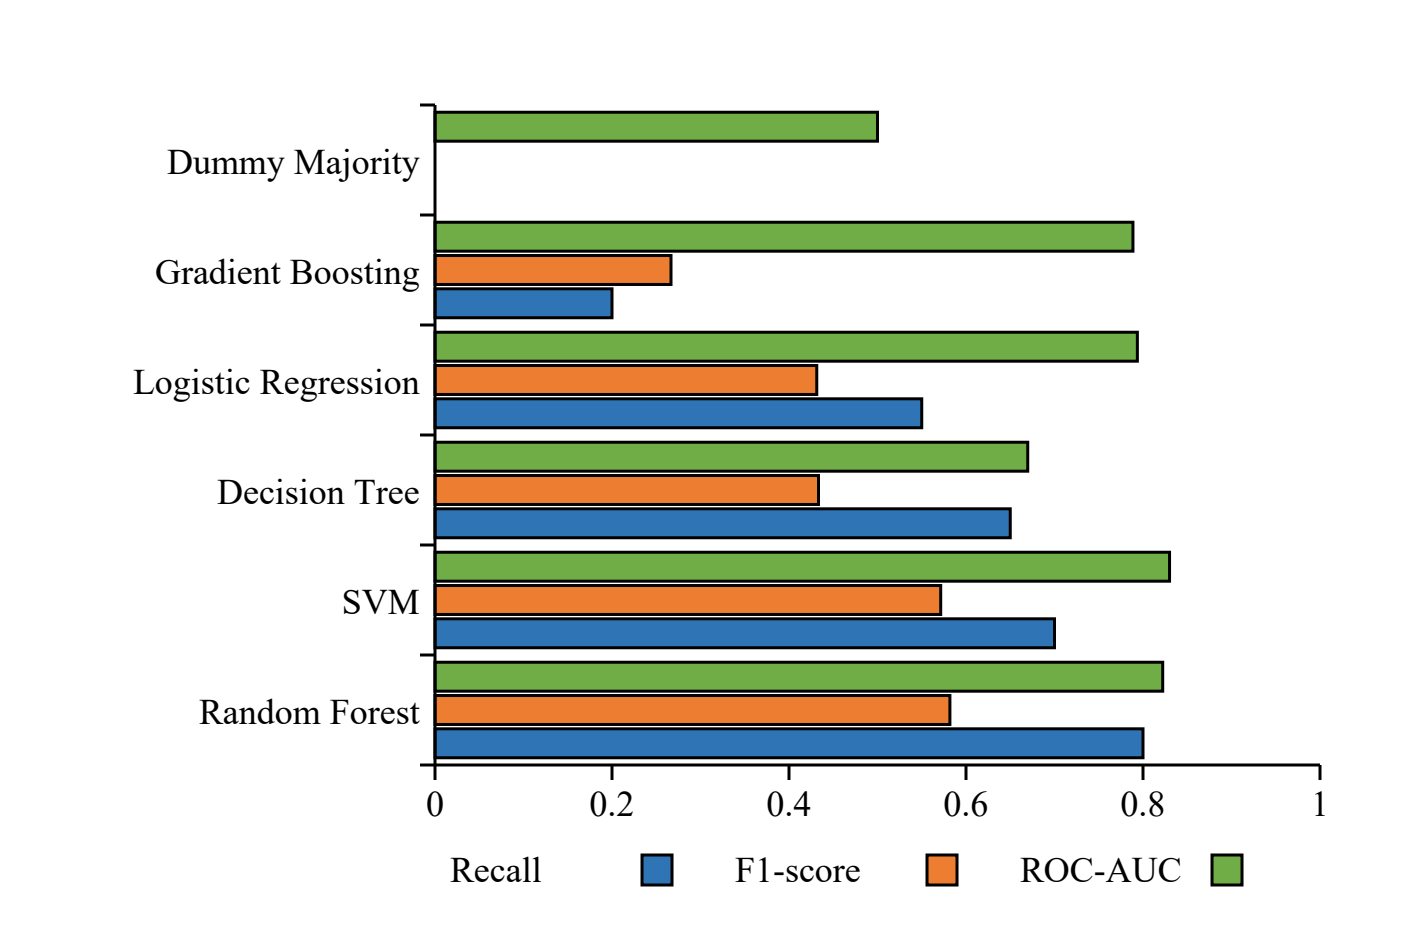 Dummy Majority
Gradient Boosting
Logistic Regression
Decision Tree
SVM
Random Forest
0 0.2 0.4 0.6 0.8 1
Recall F1-score ROC-AUC